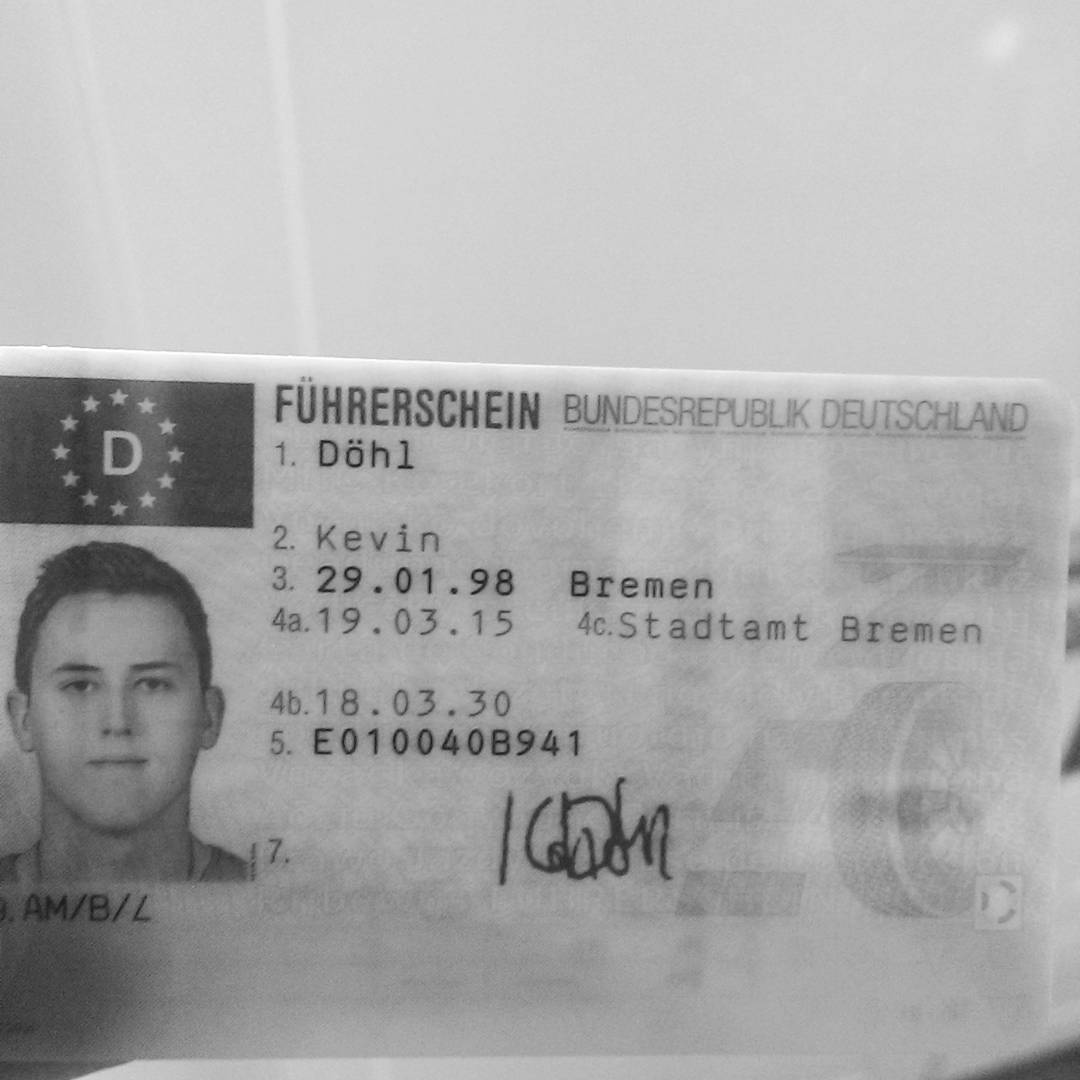 FÜHRERSCHEIN BUNDESREPUBLIK DEUTSCHLAND
D
1. Döhl
2. Kevin
3. 29.01.98 Bremen
4a. 19.03.15 4c. Stadtamt Bremen
4b. 18.03.30
5. E010040B941
7.
9. AM/B/L